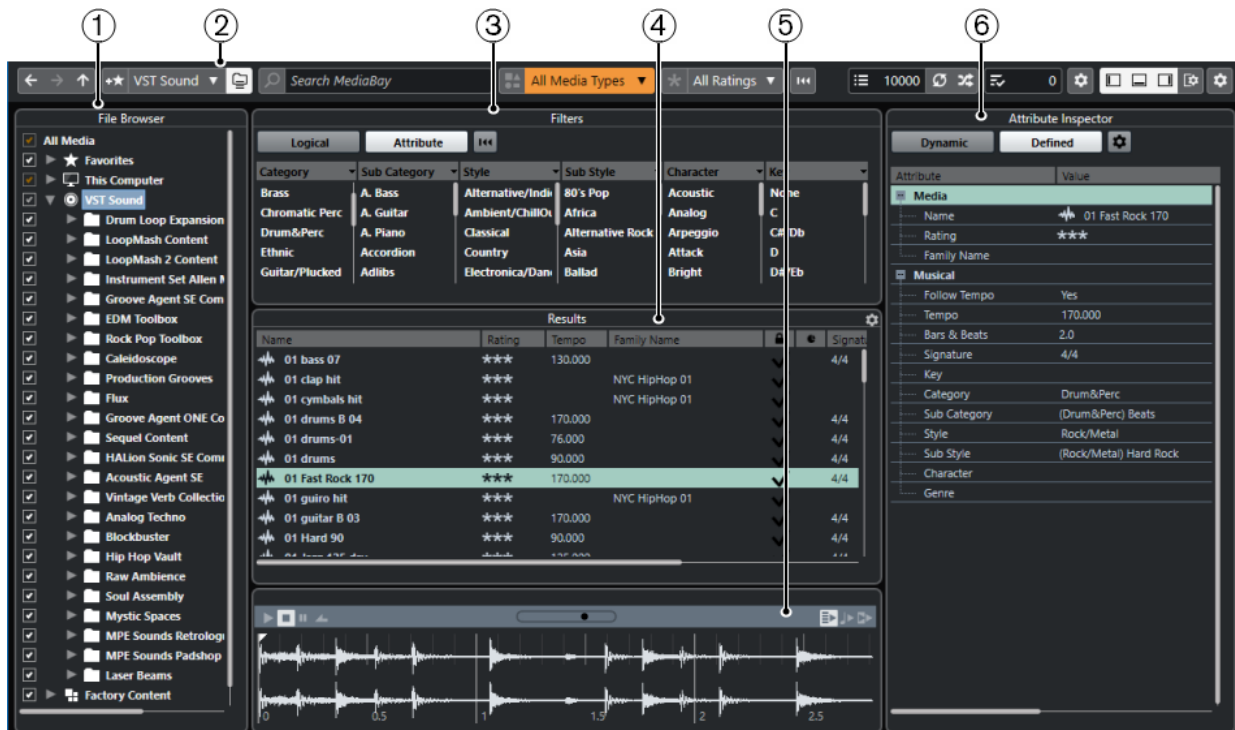 1 2 3 4 5 6
VST Sound Search MediaBay All Media Types All Ratings 10000 0
File Browser
All Media
Favorites
This Computer
VST Sound
Drum Loop Expansion
LoopMash Content
LoopMash 2 Content
Instrument Set Allen
Groove Agent SE Com
EDM Toolbox
Rock Pop Toolbox
Caleidoscope
Production Grooves
Flux
Groove Agent ONE Co
Sequel Content
HALion Sonic SE
Acoustic Agent SE
Vintage Verb Collectio
Analog Techno
Blockbuster
Hip Hop Vault
Raw Ambience
Soul Assembly
Mystic Spaces
MPE Sounds Retrolog
MPE Sounds Padshop
Laser Beams
Factory Content
Filters
Logical Attribute
Category Sub Category Style Sub Style Character
Brass A. Bass Alternative/Indi 80's Pop Acoustic None
Chromatic Perc A. Guitar Ambient/ChillOu Africa Analog C
Drum&Perc A. Piano Classical Alternative Rock Arpeggio C#/Db
Ethnic Accordion Country Asia Attack D
Guitar/Plucked Adlibs Electronica/Dan Ballad Bright D#/Eb
Results
Name Rating Tempo Family Name Signat
01 bass 07 *** 130.000 4/4
01 clap hit *** NYC HipHop 01
01 cymbals hit *** NYC HipHop 01
01 drums B 04 *** 170.000 4/4
01 drums-01 *** 76.000 4/4
01 drums *** 90.000 4/4
01 Fast Rock 170 *** 170.000 4/4
01 guiro hit *** NYC HipHop 01
01 guitar B 03 *** 170.000 4/4
01 Hard 90 *** 90.000 4/4
0 0.5 1 1.5 2 2.5
Attribute Inspector
Dynamic Defined
Attribute Value
Media
Name 01 Fast Rock 170
Rating ***
Family Name
Musical
Follow Tempo Yes
Tempo 170.000
Bars & Beats 2.0
Signature 4/4
Key
Category Drum&Perc
Sub Category (Drum&Perc) Beats
Style Rock/Metal
Sub Style (Rock/Metal) Hard Rock
Character
Genre